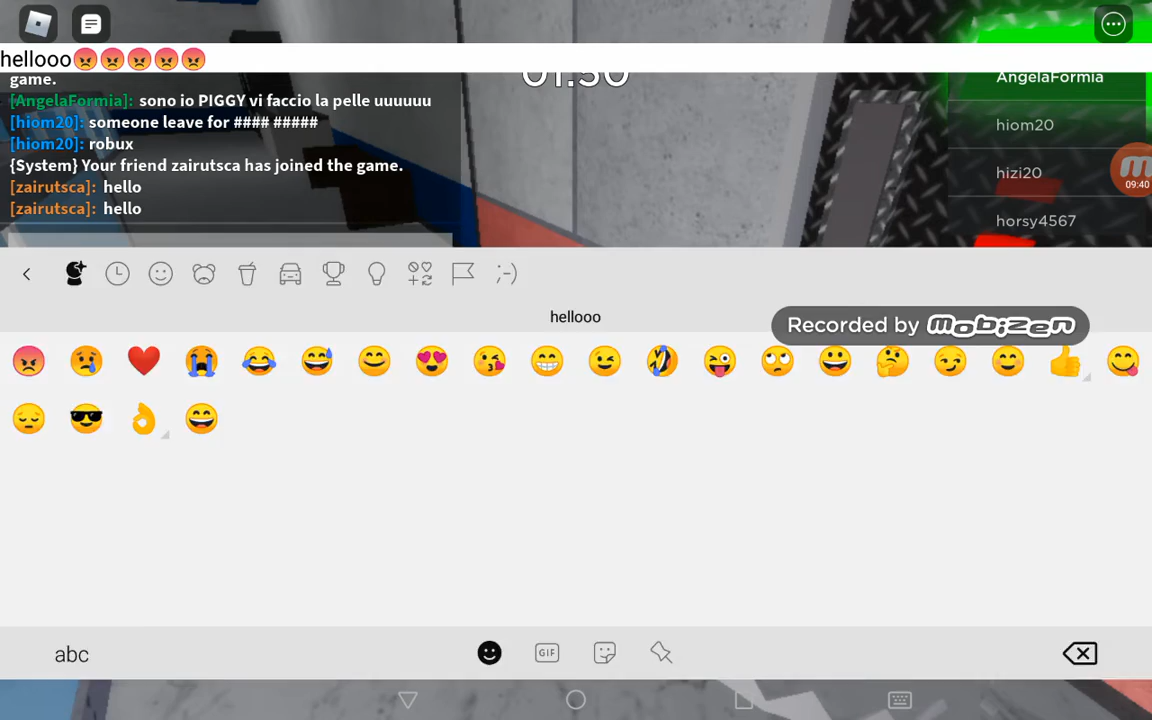 hellooo😡😡😡😡😡
game.
[AngelaFormia]: sono io PIGGY vi faccio la pelle uuuuuu
[hiom20]: someone leave for #### #####
[hiom20]: robux
{System} Your friend zairutsca has joined the game.
[zairutsca]: hello
[zairutsca]: hello
01:50
AngelaFormia
hiom20
hizi20
horsy4567
09:40
hellooo
Recorded by mobizen
abc
GIF